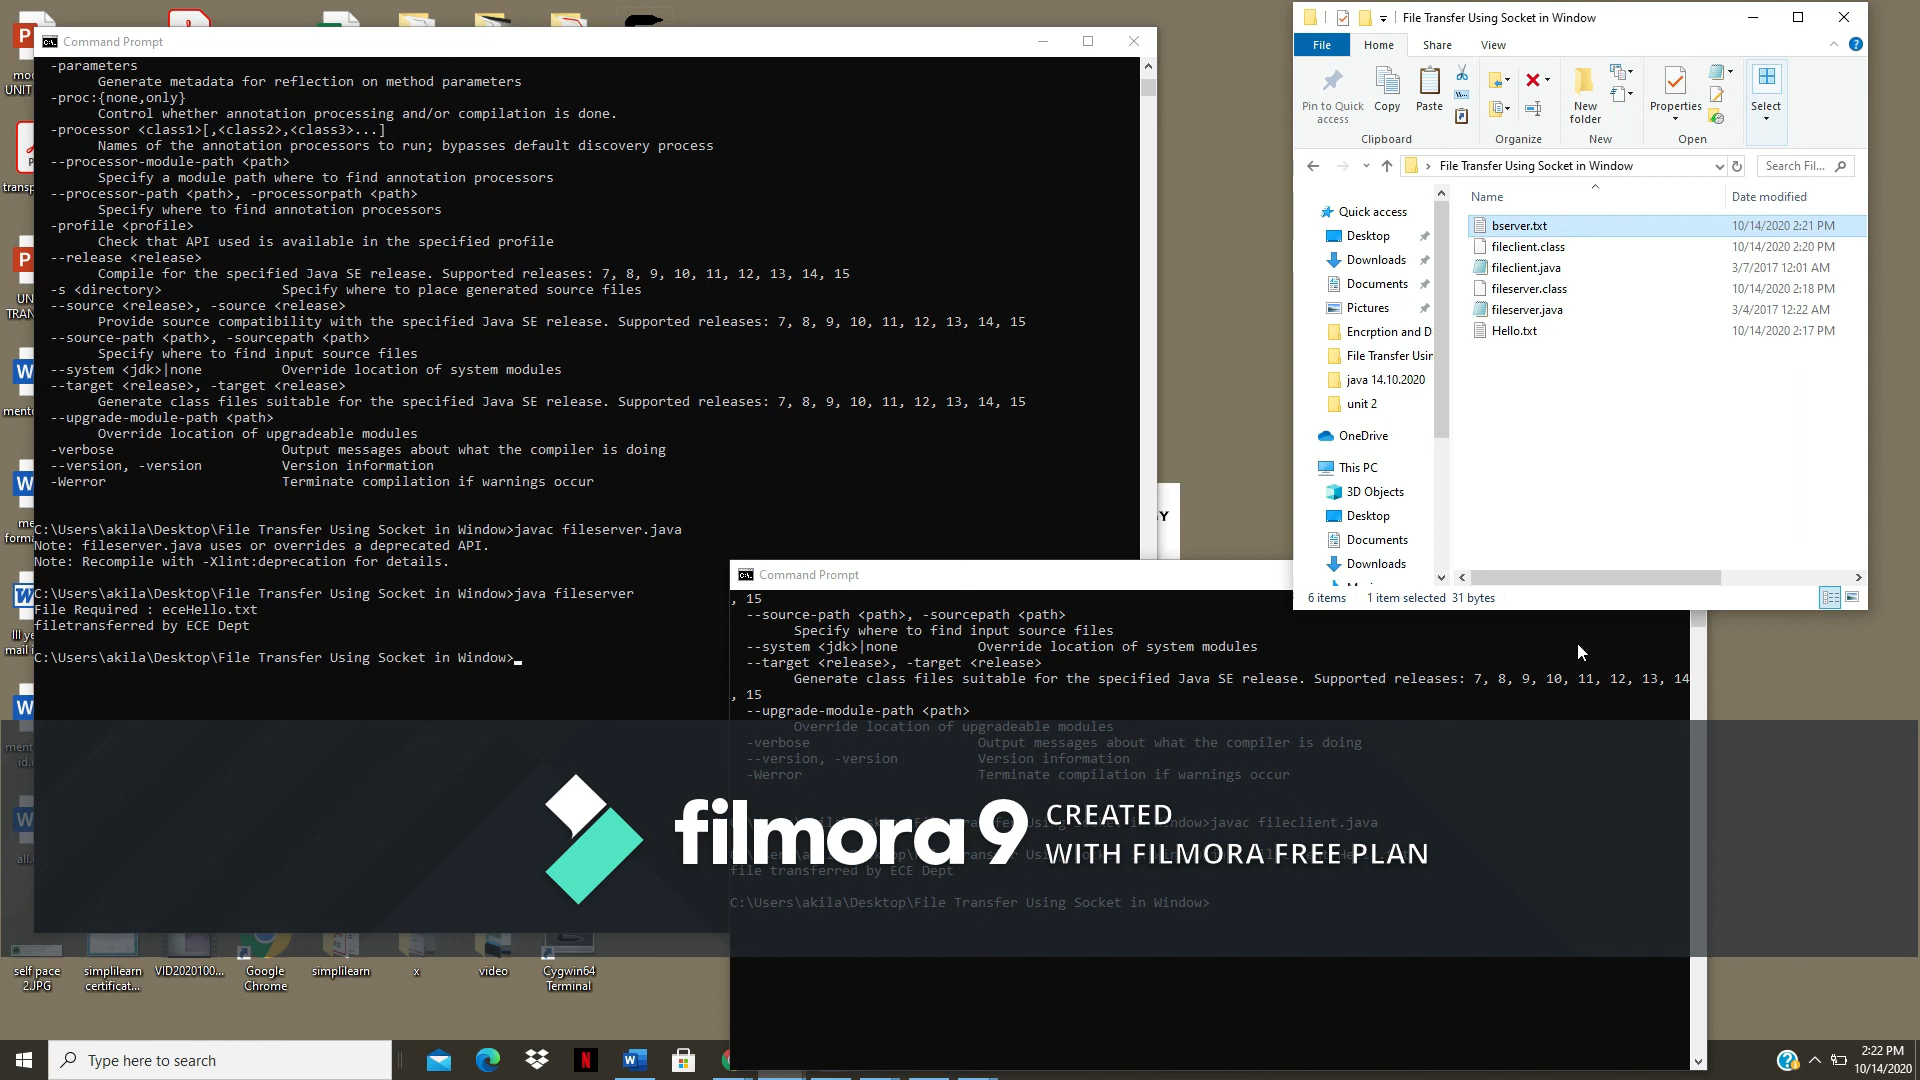 Command Prompt
-parameters
Generate metadata for reflection on method parameters
-proc:{none,only}
Control whether annotation processing and/or compilation is done.
-processor <class1>[,<class2>,<class3>...]
Names of the annotation processors to run; bypasses default discovery process
--processor-module-path <path>
Specify a module path where to find annotation processors
--processor-path <path>, -processorpath <path>
Specify where to find annotation processors
-profile <profile>
Check that API used is available in the specified profile
--release <release>
Compile for the specified Java SE release. Supported releases: 7, 8, 9, 10, 11, 12, 13, 14, 15
-s <directory> Specify where to place generated source files
--source <release>, -source <release>
Provide source compatibility with the specified Java SE release. Supported releases: 7, 8, 9, 10, 11, 12, 13, 14, 15
--source-path <path>, -sourcepath <path>
Specify where to find input source files
--system <jdk>|none Override location of system modules
--target <release>, -target <release>
Generate class files suitable for the specified Java SE release. Supported releases: 7, 8, 9, 10, 11, 12, 13, 14, 15
--upgrade-module-path <path>
Override location of upgradeable modules
-verbose Output messages about what the compiler is doing
--version, -version Version information
-Werror Terminate compilation if warnings occur
C:\Users\akila\Desktop\File Transfer Using Socket in Window>javac fileserver.java
Note: fileserver.java uses or overrides a deprecated API.
Note: Recompile with -Xlint:deprecation for details.
C:\Users\akila\Desktop\File Transfer Using Socket in Window>java fileserver
File Required : eceHello.txt
filetransferred by ECE Dept
C:\Users\akila\Desktop\File Transfer Using Socket in Window>
Command Prompt
, 15
--source-path <path>, -sourcepath <path>
Specify where to find input source files
--system <jdk>|none Override location of system modules
--target <release>, -target <release>
Generate class files suitable for the specified Java SE release. Supported releases: 7, 8, 9, 10, 11, 12, 13, 14
, 15
--upgrade-module-path <path>
Override location of upgradeable modules
-verbose Output messages about what the compiler is doing
--version, -version Version information
-Werror Terminate compilation if warnings occur
javac fileclient.java
file transferred by ECE Dept
C:\Users\akila\Desktop\File Transfer Using Socket in Window>
filmora 9
CREATED
WITH FILMORA FREE PLAN
File Transfer Using Socket in Window
File Home Share View
Pin to Quick access
Copy
Paste
New folder
Properties
Select
Clipboard Organize New Open
File Transfer Using Socket in Window
Search Fil...
Name Date modified
bserver.txt 10/14/2020 2:21 PM
fileclient.class 10/14/2020 2:20 PM
fileclient.java 3/7/2017 12:01 AM
fileserver.class 10/14/2020 2:18 PM
fileserver.java 3/4/2017 12:22 AM
Hello.txt 10/14/2020 2:17 PM
Quick access
Desktop
Downloads
Documents
Pictures
Encrption and D
File Transfer Usin
java 14.10.2020
unit 2
OneDrive
This PC
3D Objects
Desktop
Documents
Downloads
6 items 1 item selected 31 bytes
self pace 2.JPG
simplilearn certificat...
VID2020100...
Google Chrome
simplilearn
x
video
Cygwin64 Terminal
Type here to search
2:22 PM
10/14/2020